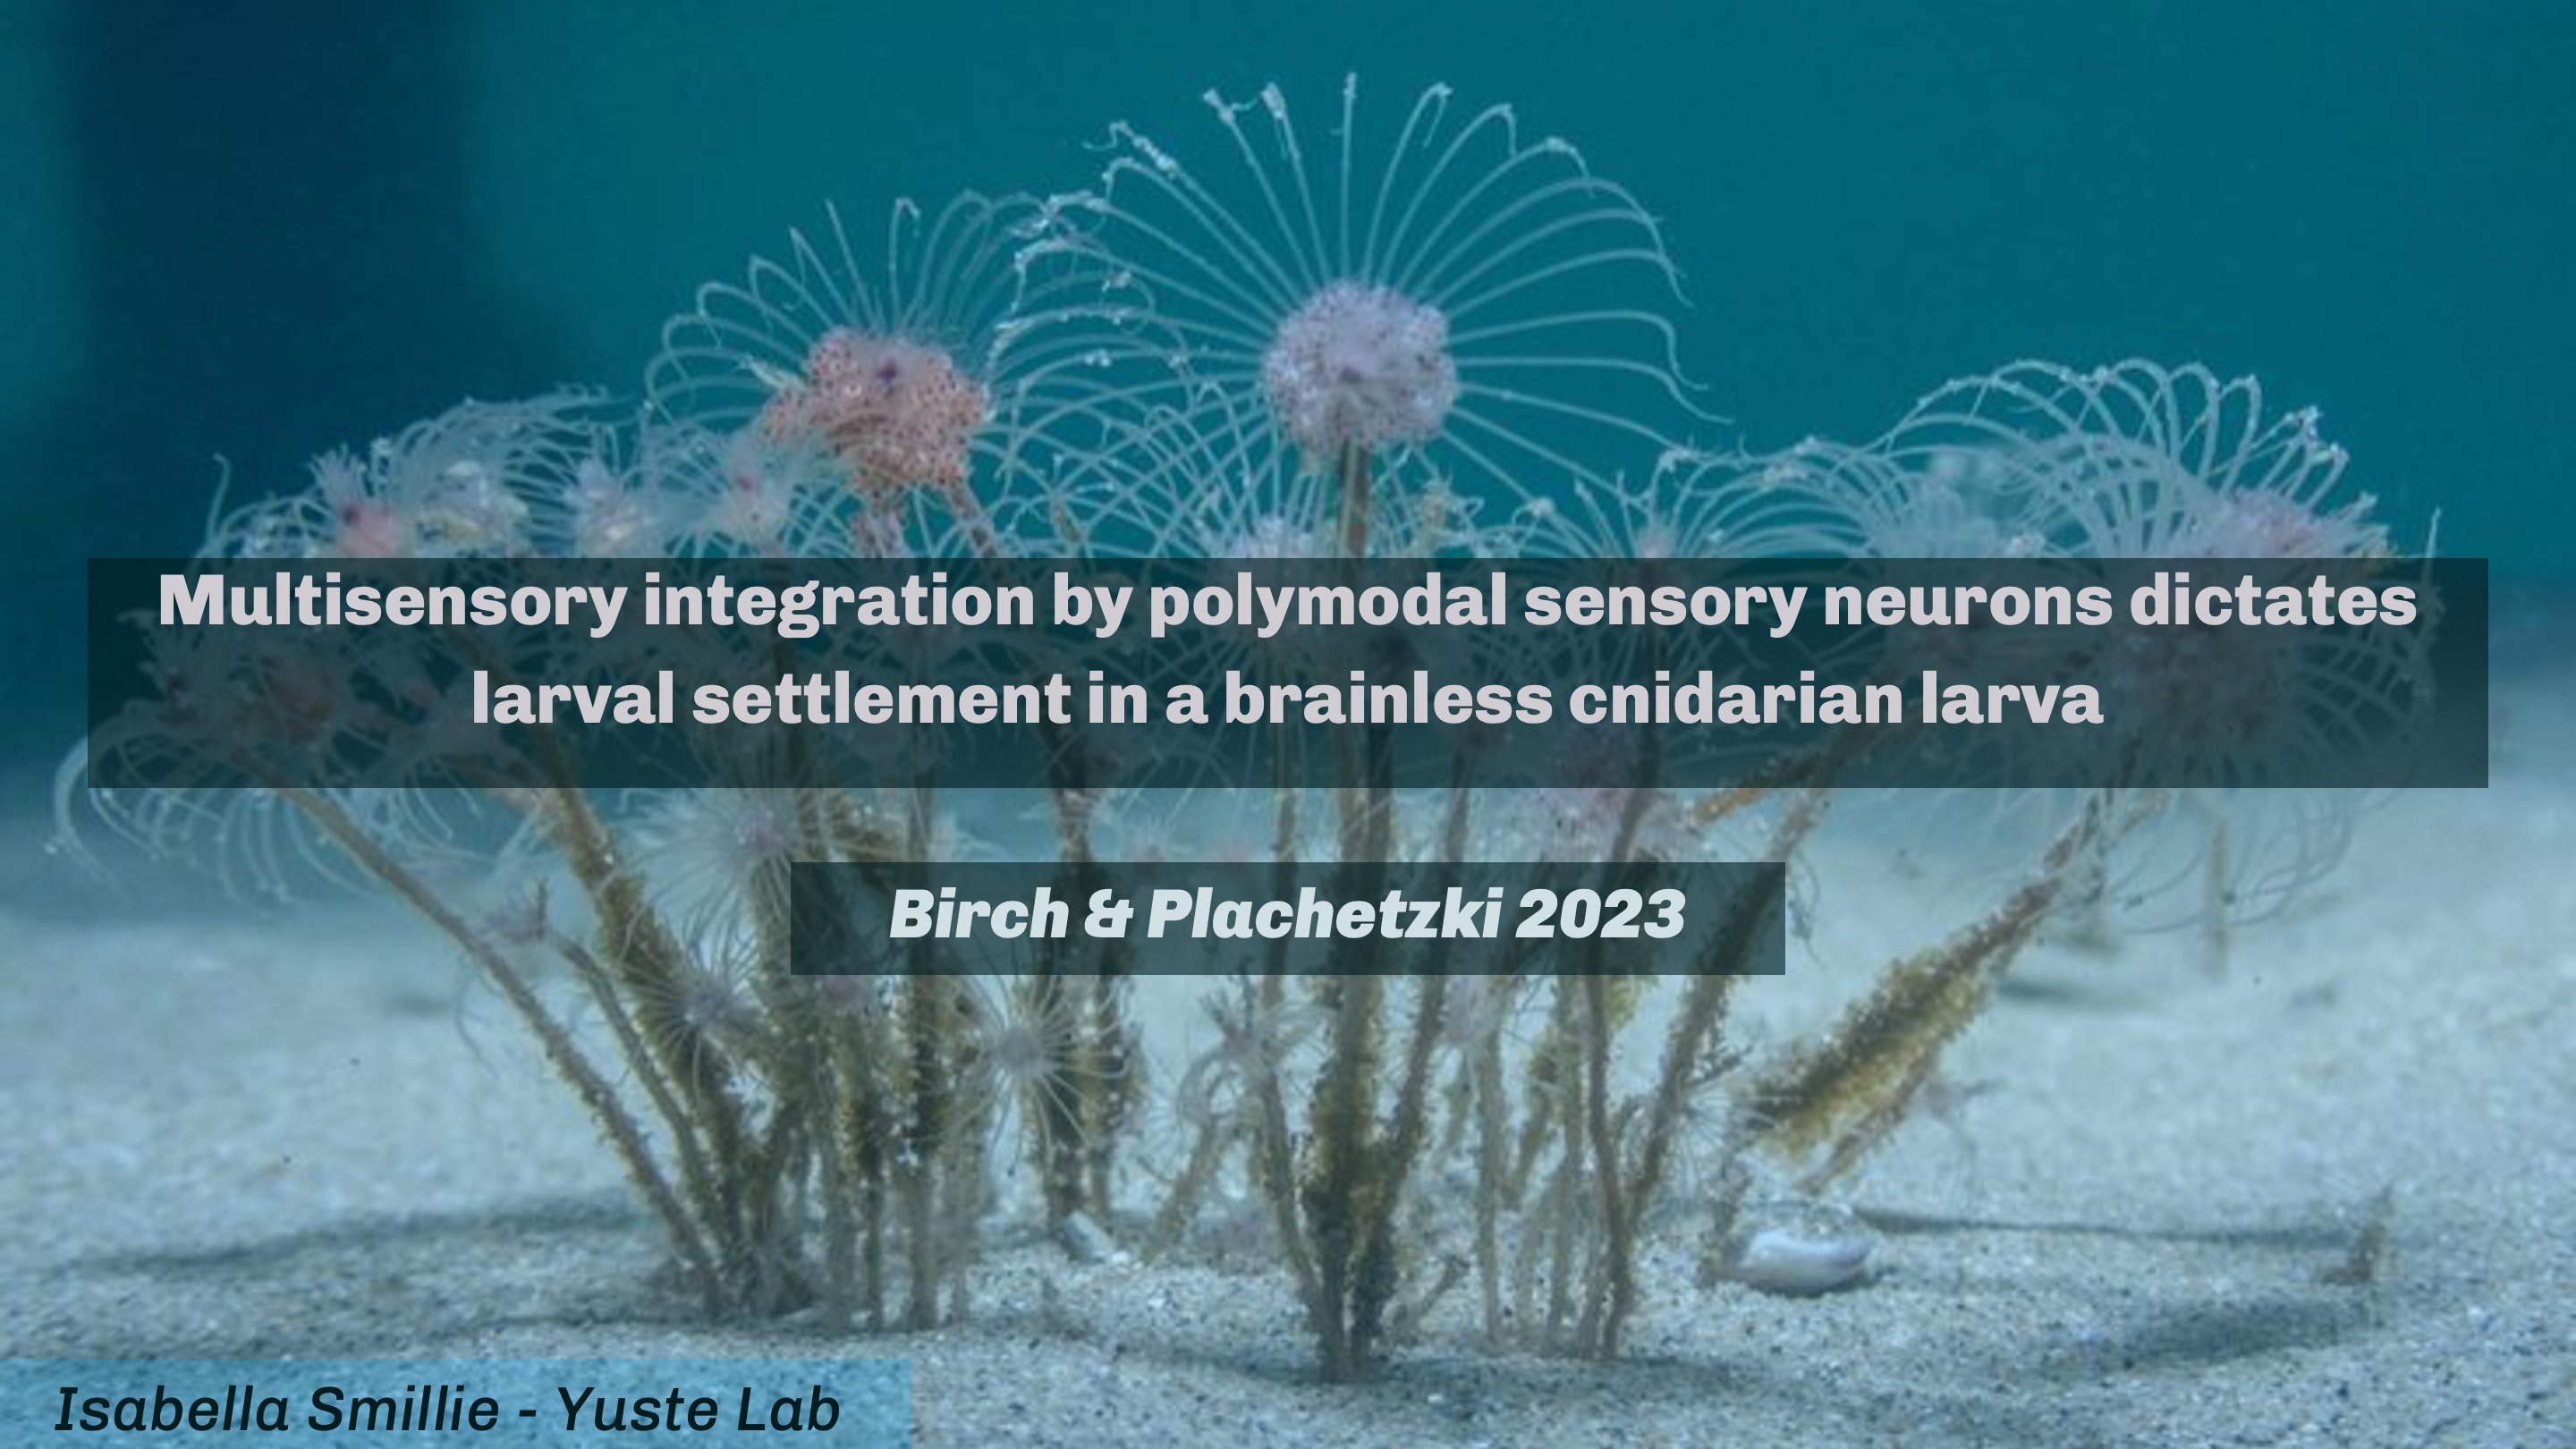 Multisensory integration by polymodal sensory neurons dictates
larval settlement in a brainless cnidarian larva
Birch & Plachetzki 2023
Isabella Smillie - Yuste Lab